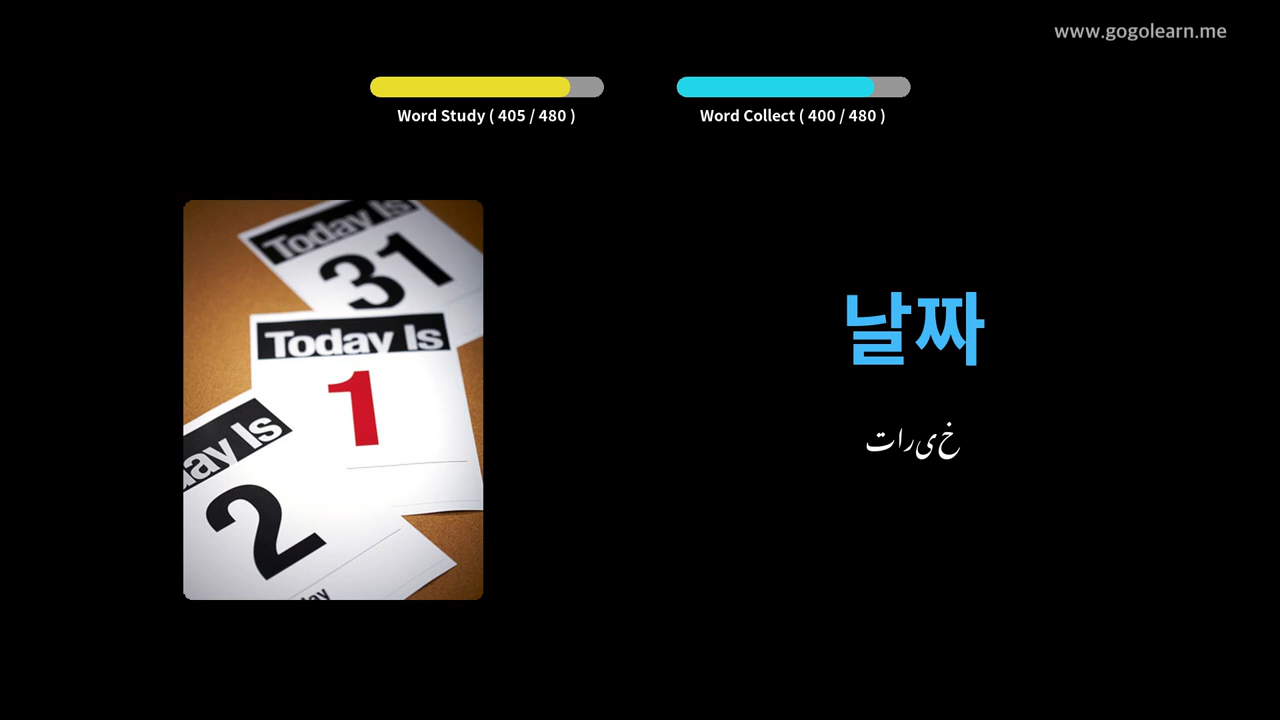 www.gogolearn.me
Word Study ( 405 / 480 )
Word Collect ( 400 / 480 )
Today Is
31
Today Is
1
day Is
2
날짜
تاریخ